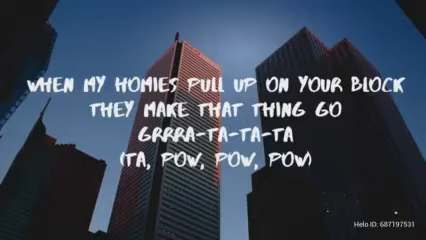 WHEN MY HOMIES PULL UP ON YOUR BLOCK
THEY MAKE THAT THING GO
GRRRA-TA-TA-TA
(TA, POW, POW, POW)
Helo ID: 687197531